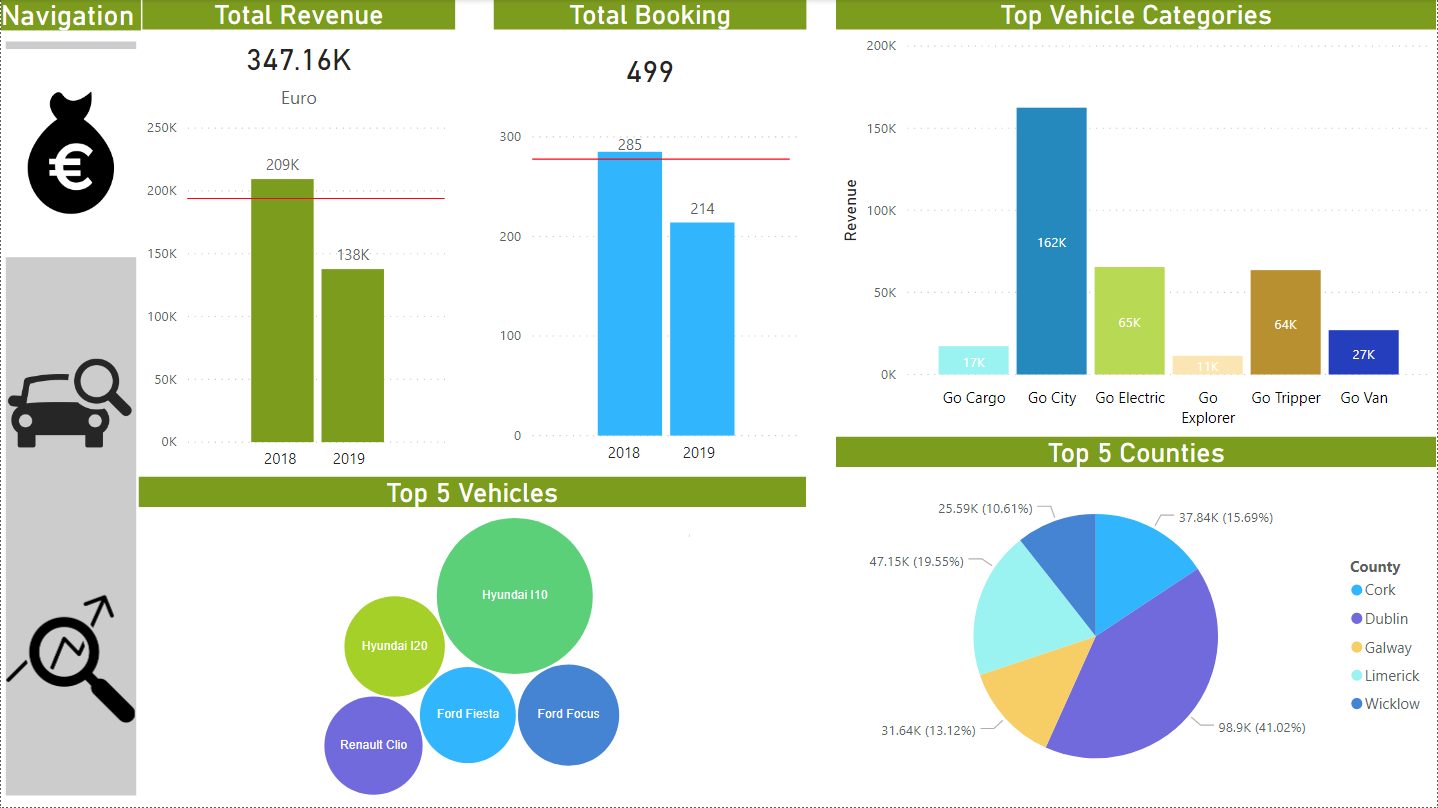 Navigation
Total Revenue
347.16K
Euro
250K
200K
150K
100K
50K
0K
209K
138K
2018
2019
Total Booking
499
300
200
100
0
285
214
2018
2019
Top Vehicle Categories
Revenue
200K
150K
100K
50K
0K
17K
162K
65K
11K
64K
27K
Go Cargo
Go City
Go Electric
Go
Explorer
Go Tripper
Go Van
Top 5 Vehicles
Hyundai I10
Hyundai I20
Ford Fiesta
Ford Focus
Renault Clio
Top 5 Counties
25.59K (10.61%)
37.84K (15.69%)
47.15K (19.55%)
31.64K (13.12%)
98.9K (41.02%)
County
Cork
Dublin
Galway
Limerick
Wicklow